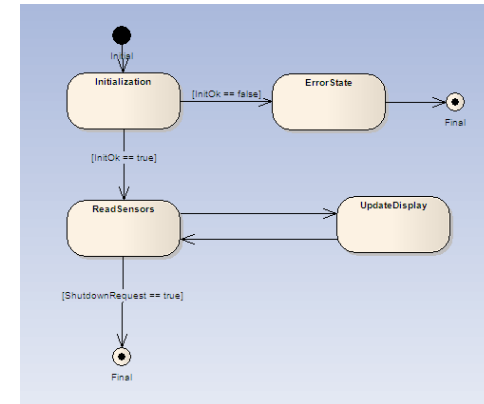 Initial
Initialization
ErrorState
[InitOk == false]
Final
[InitOk == true]
ReadSensors
UpdateDisplay
[ShutdownRequest == true]
Final